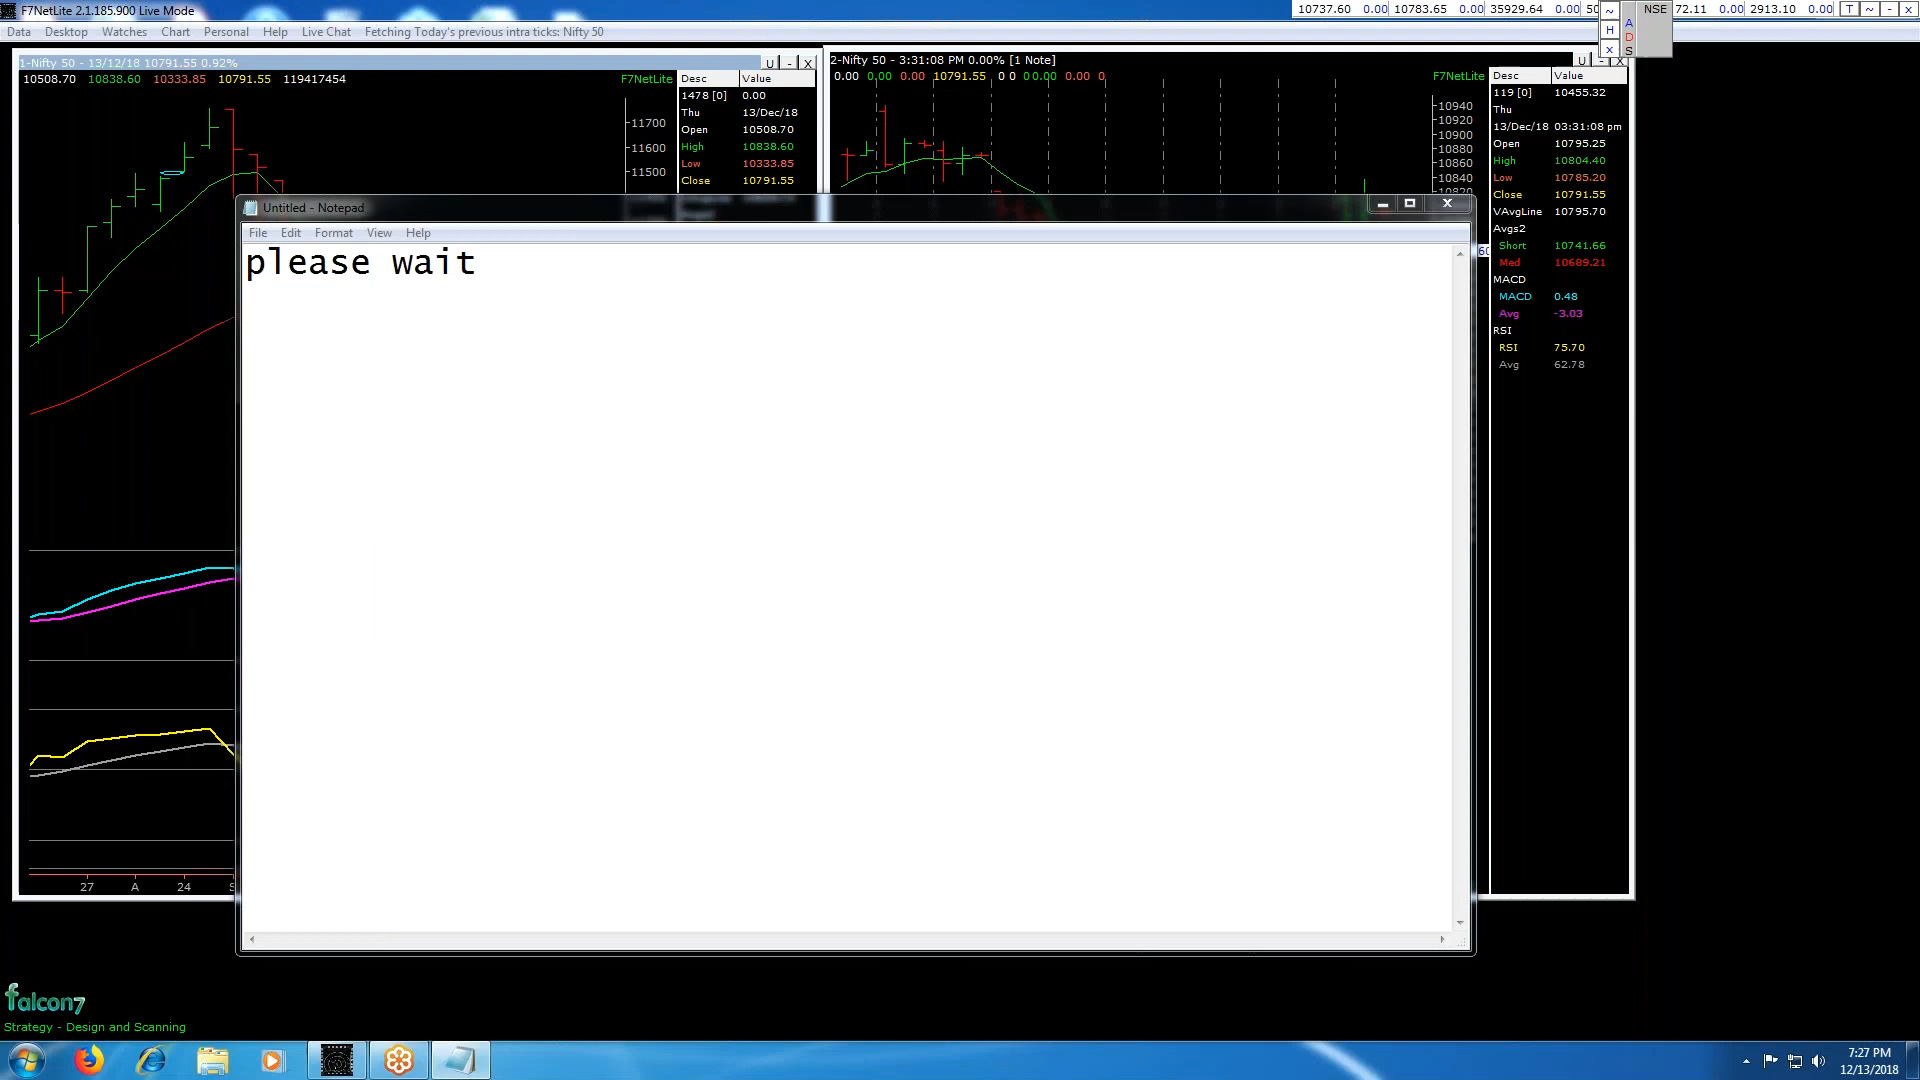 F7NetLite 2.1.185.900 Live Mode
10737.60 0.00 10783.65 0.00 35929.64 0.00 72.11 0.00 2913.10 0.00 T ~ - x
~ H x
A D S
NSE
Data Desktop Watches Chart Personal Help Live Chat Fetching Today's previous intra ticks: Nifty 50
1-Nifty 50 - 13/12/18 10791.55 0.92%
U - X
10508.70 10838.60 10333.85 10791.55 119417454
F7NetLite
11700
11600
11500
Desc Value
1478 [0] 0.00
Thu 13/Dec/18
Open 10508.70
High 10838.60
Low 10333.85
Close 10791.55
27 A 24
2-Nifty 50 - 3:31:08 PM 0.00% [1 Note]
0.00 0.00 0.00 10791.55 0 0 0 0.00 0.00 0
F7NetLite
10940
10920
10900
10880
10860
10840
10820
Desc Value
119 [0] 10455.32
Thu
13/Dec/18 03:31:08 pm
Open 10795.25
High 10804.40
Low 10785.20
Close 10791.55
VAvgLine 10795.70
Avgs2
Short 10741.66
Med 10689.21
MACD
MACD 0.48
Avg -3.03
RSI
RSI 75.70
Avg 62.78
Untitled - Notepad
File Edit Format View Help
please wait
falcon7
Strategy - Design and Scanning
7:27 PM
12/13/2018